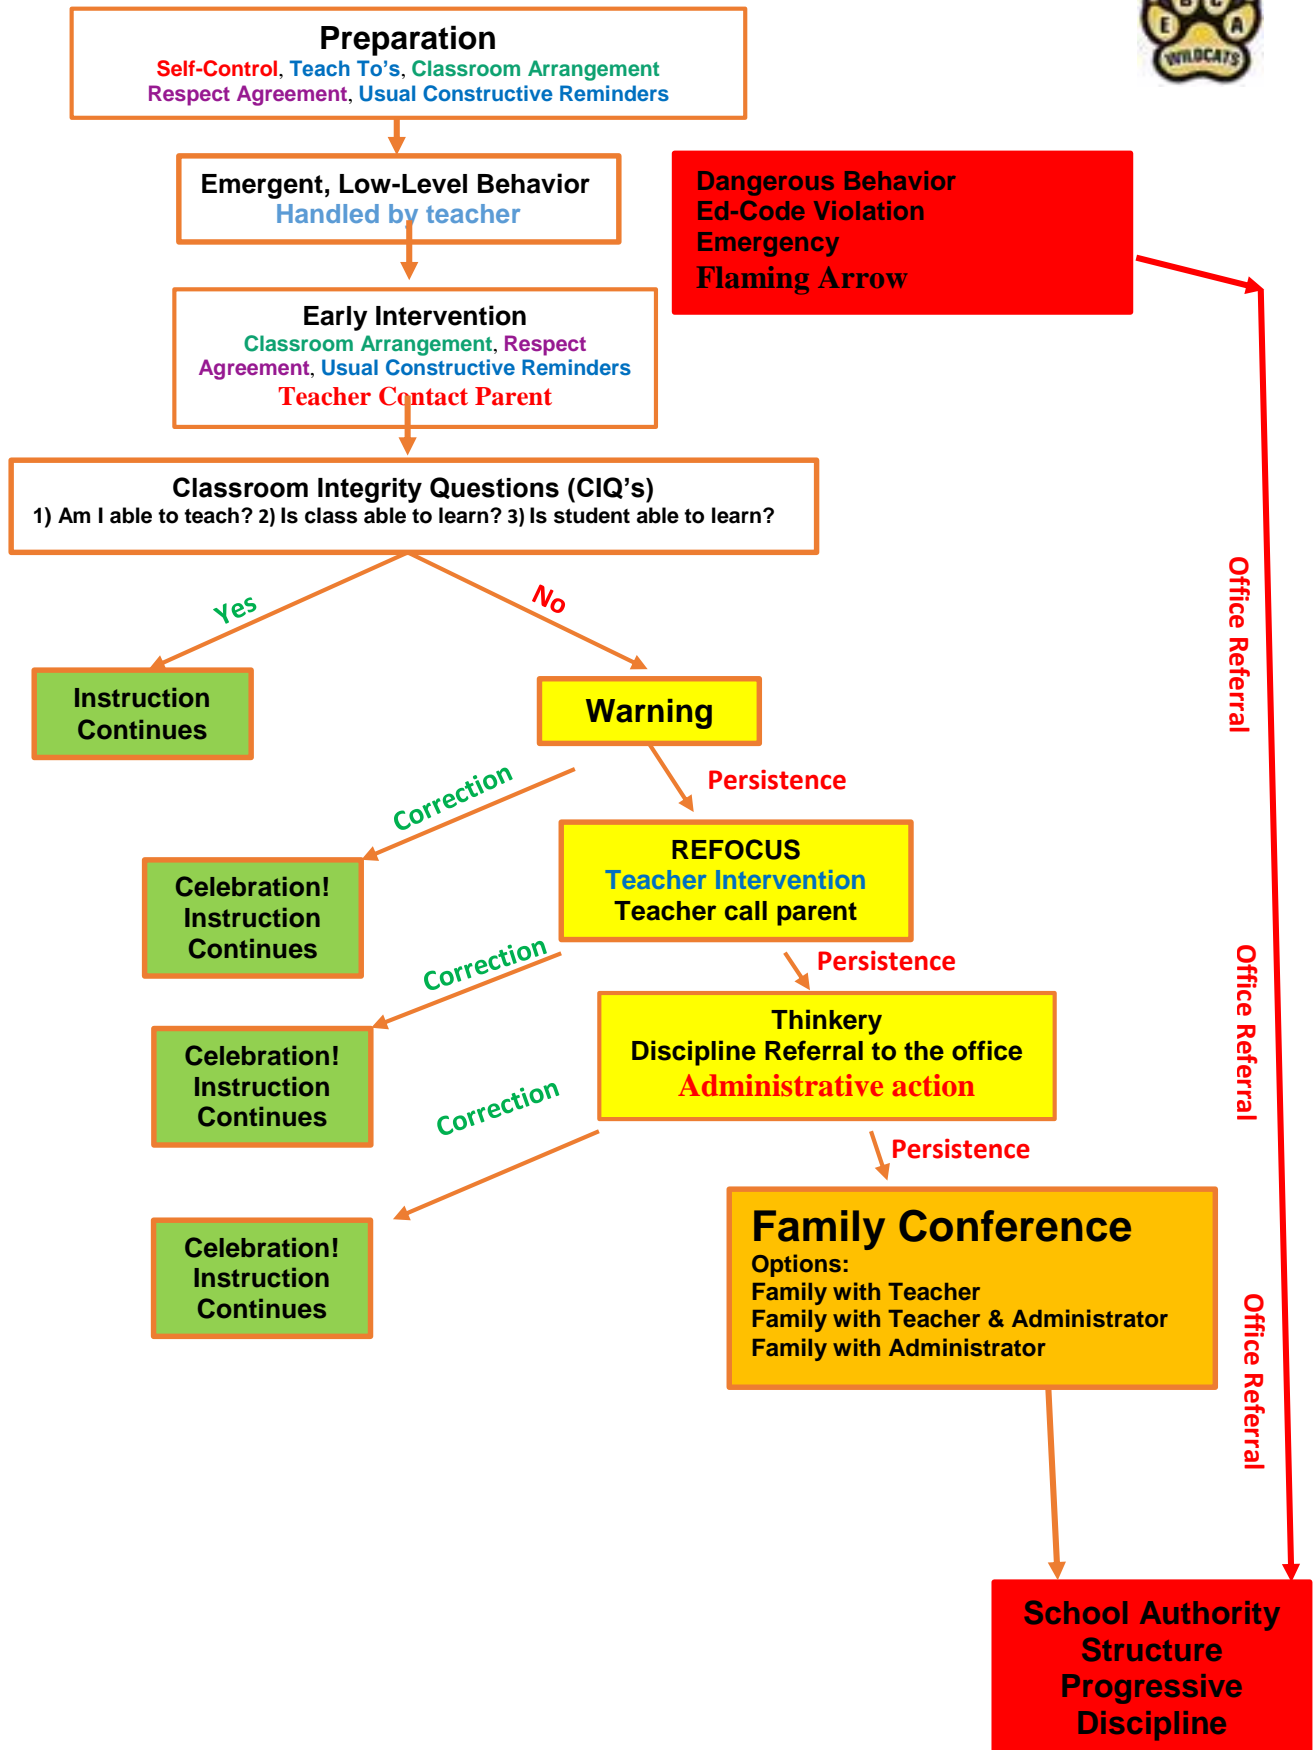 B C
E A
WILDCATS
Preparation
Self-Control, Teach To's, Classroom Arrangement
Respect Agreement, Usual Constructive Reminders
Emergent, Low-Level Behavior
Handled by teacher
Dangerous Behavior
Ed-Code Violation
Emergency
Flaming Arrow
Early Intervention
Classroom Arrangement, Respect
Agreement, Usual Constructive Reminders
Teacher Contact Parent
Classroom Integrity Questions (CIQ's)
1) Am I able to teach? 2) Is class able to learn? 3) Is student able to learn?
Yes
No
Office Referral
Instruction
Continues
Warning
Correction
Persistence
REFOCUS
Teacher Intervention
Teacher call parent
Celebration!
Instruction
Continues
Correction
Persistence
Office Referral
Thinkery
Discipline Referral to the office
Administrative action
Celebration!
Instruction
Continues
Correction
Persistence
Family Conference
Options:
Family with Teacher
Family with Teacher & Administrator
Family with Administrator
Celebration!
Instruction
Continues
Office Referral
School Authority
Structure
Progressive
Discipline